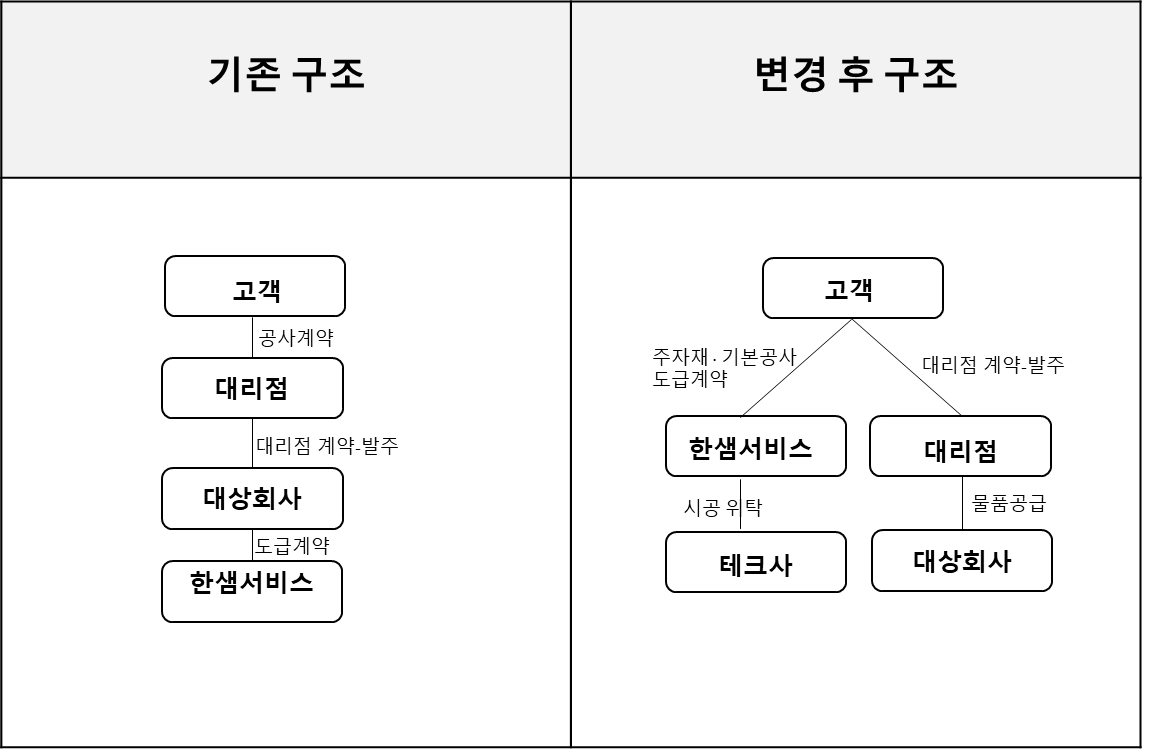 기존 구조
변경 후 구조
고객
공사계약
대리점
대리점 계약-발주
대상회사
도급계약
한샘서비스
고객
주자재·기본공사
도급계약
대리점 계약-발주
한샘서비스
대리점
시공 위탁
물품공급
테크사
대상회사